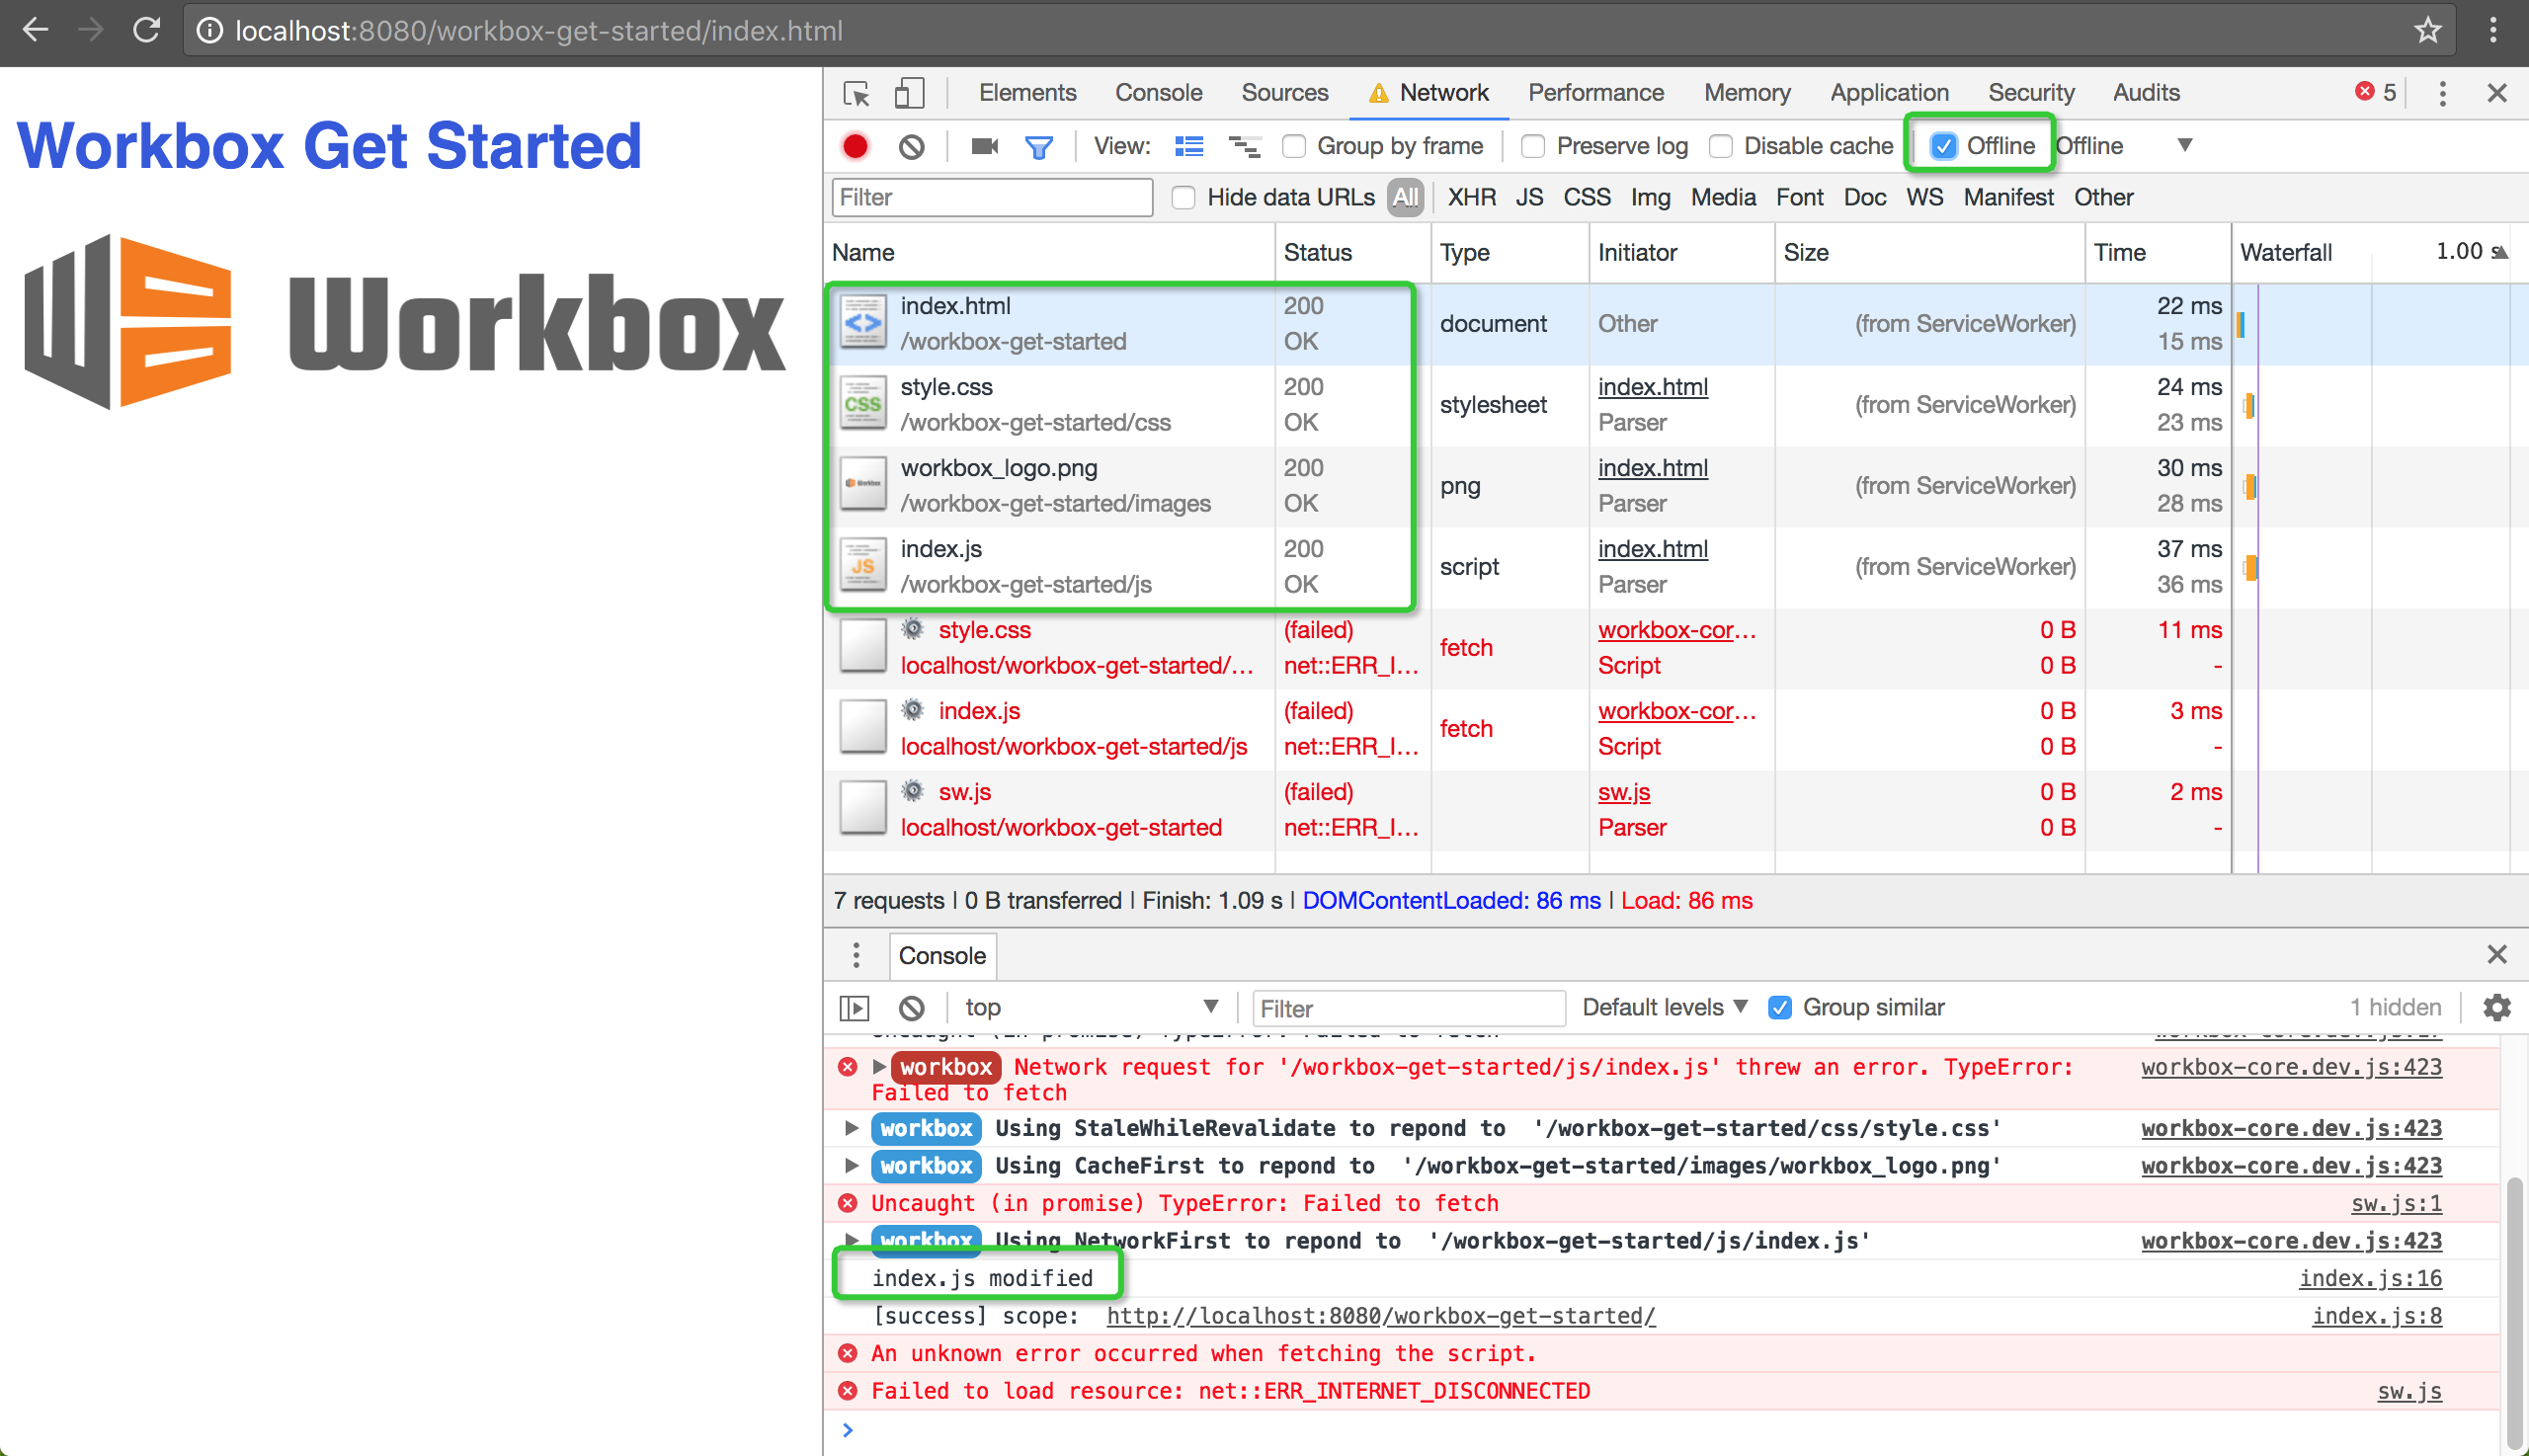 localhost:8080/workbox-get-started/index.html
Workbox Get Started
Workbox
Elements Console Sources Network Performance Memory Application Security Audits 5
View: Group by frame Preserve log Disable cache Offline Offline
Filter Hide data URLs All XHR JS CSS Img Media Font Doc WS Manifest Other
Name Status Type Initiator Size Time Waterfall 1.00 s
index.html 200 document Other (from ServiceWorker) 22 ms
/workbox-get-started OK 15 ms
style.css 200 stylesheet index.html (from ServiceWorker) 24 ms
CSS /workbox-get-started/css OK Parser 23 ms
workbox_logo.png 200 png index.html (from ServiceWorker) 30 ms
Workbox /workbox-get-started/images OK Parser 28 ms
index.js 200 script index.html (from ServiceWorker) 37 ms
JS /workbox-get-started/js OK Parser 36 ms
style.css (failed) fetch workbox-cor… 0 B 11 ms
localhost/workbox-get-started/… net::ERR_I… Script 0 B -
index.js (failed) fetch workbox-cor… 0 B 3 ms
localhost/workbox-get-started/js net::ERR_I… Script 0 B -
sw.js (failed) sw.js 0 B 2 ms
localhost/workbox-get-started net::ERR_I… Parser 0 B -
7 requests | 0 B transferred | Finish: 1.09 s | DOMContentLoaded: 86 ms | Load: 86 ms
Console
top Filter Default levels Group similar 1 hidden
workbox Network request for '/workbox-get-started/js/index.js' threw an error. TypeError: workbox-core.dev.js:423
Failed to fetch
workbox Using StaleWhileRevalidate to repond to '/workbox-get-started/css/style.css' workbox-core.dev.js:423
workbox Using CacheFirst to repond to '/workbox-get-started/images/workbox_logo.png' workbox-core.dev.js:423
Uncaught (in promise) TypeError: Failed to fetch sw.js:1
workbox Using NetworkFirst to repond to '/workbox-get-started/js/index.js' workbox-core.dev.js:423
index.js modified index.js:16
[success] scope: http://localhost:8080/workbox-get-started/ index.js:8
An unknown error occurred when fetching the script.
Failed to load resource: net::ERR_INTERNET_DISCONNECTED sw.js